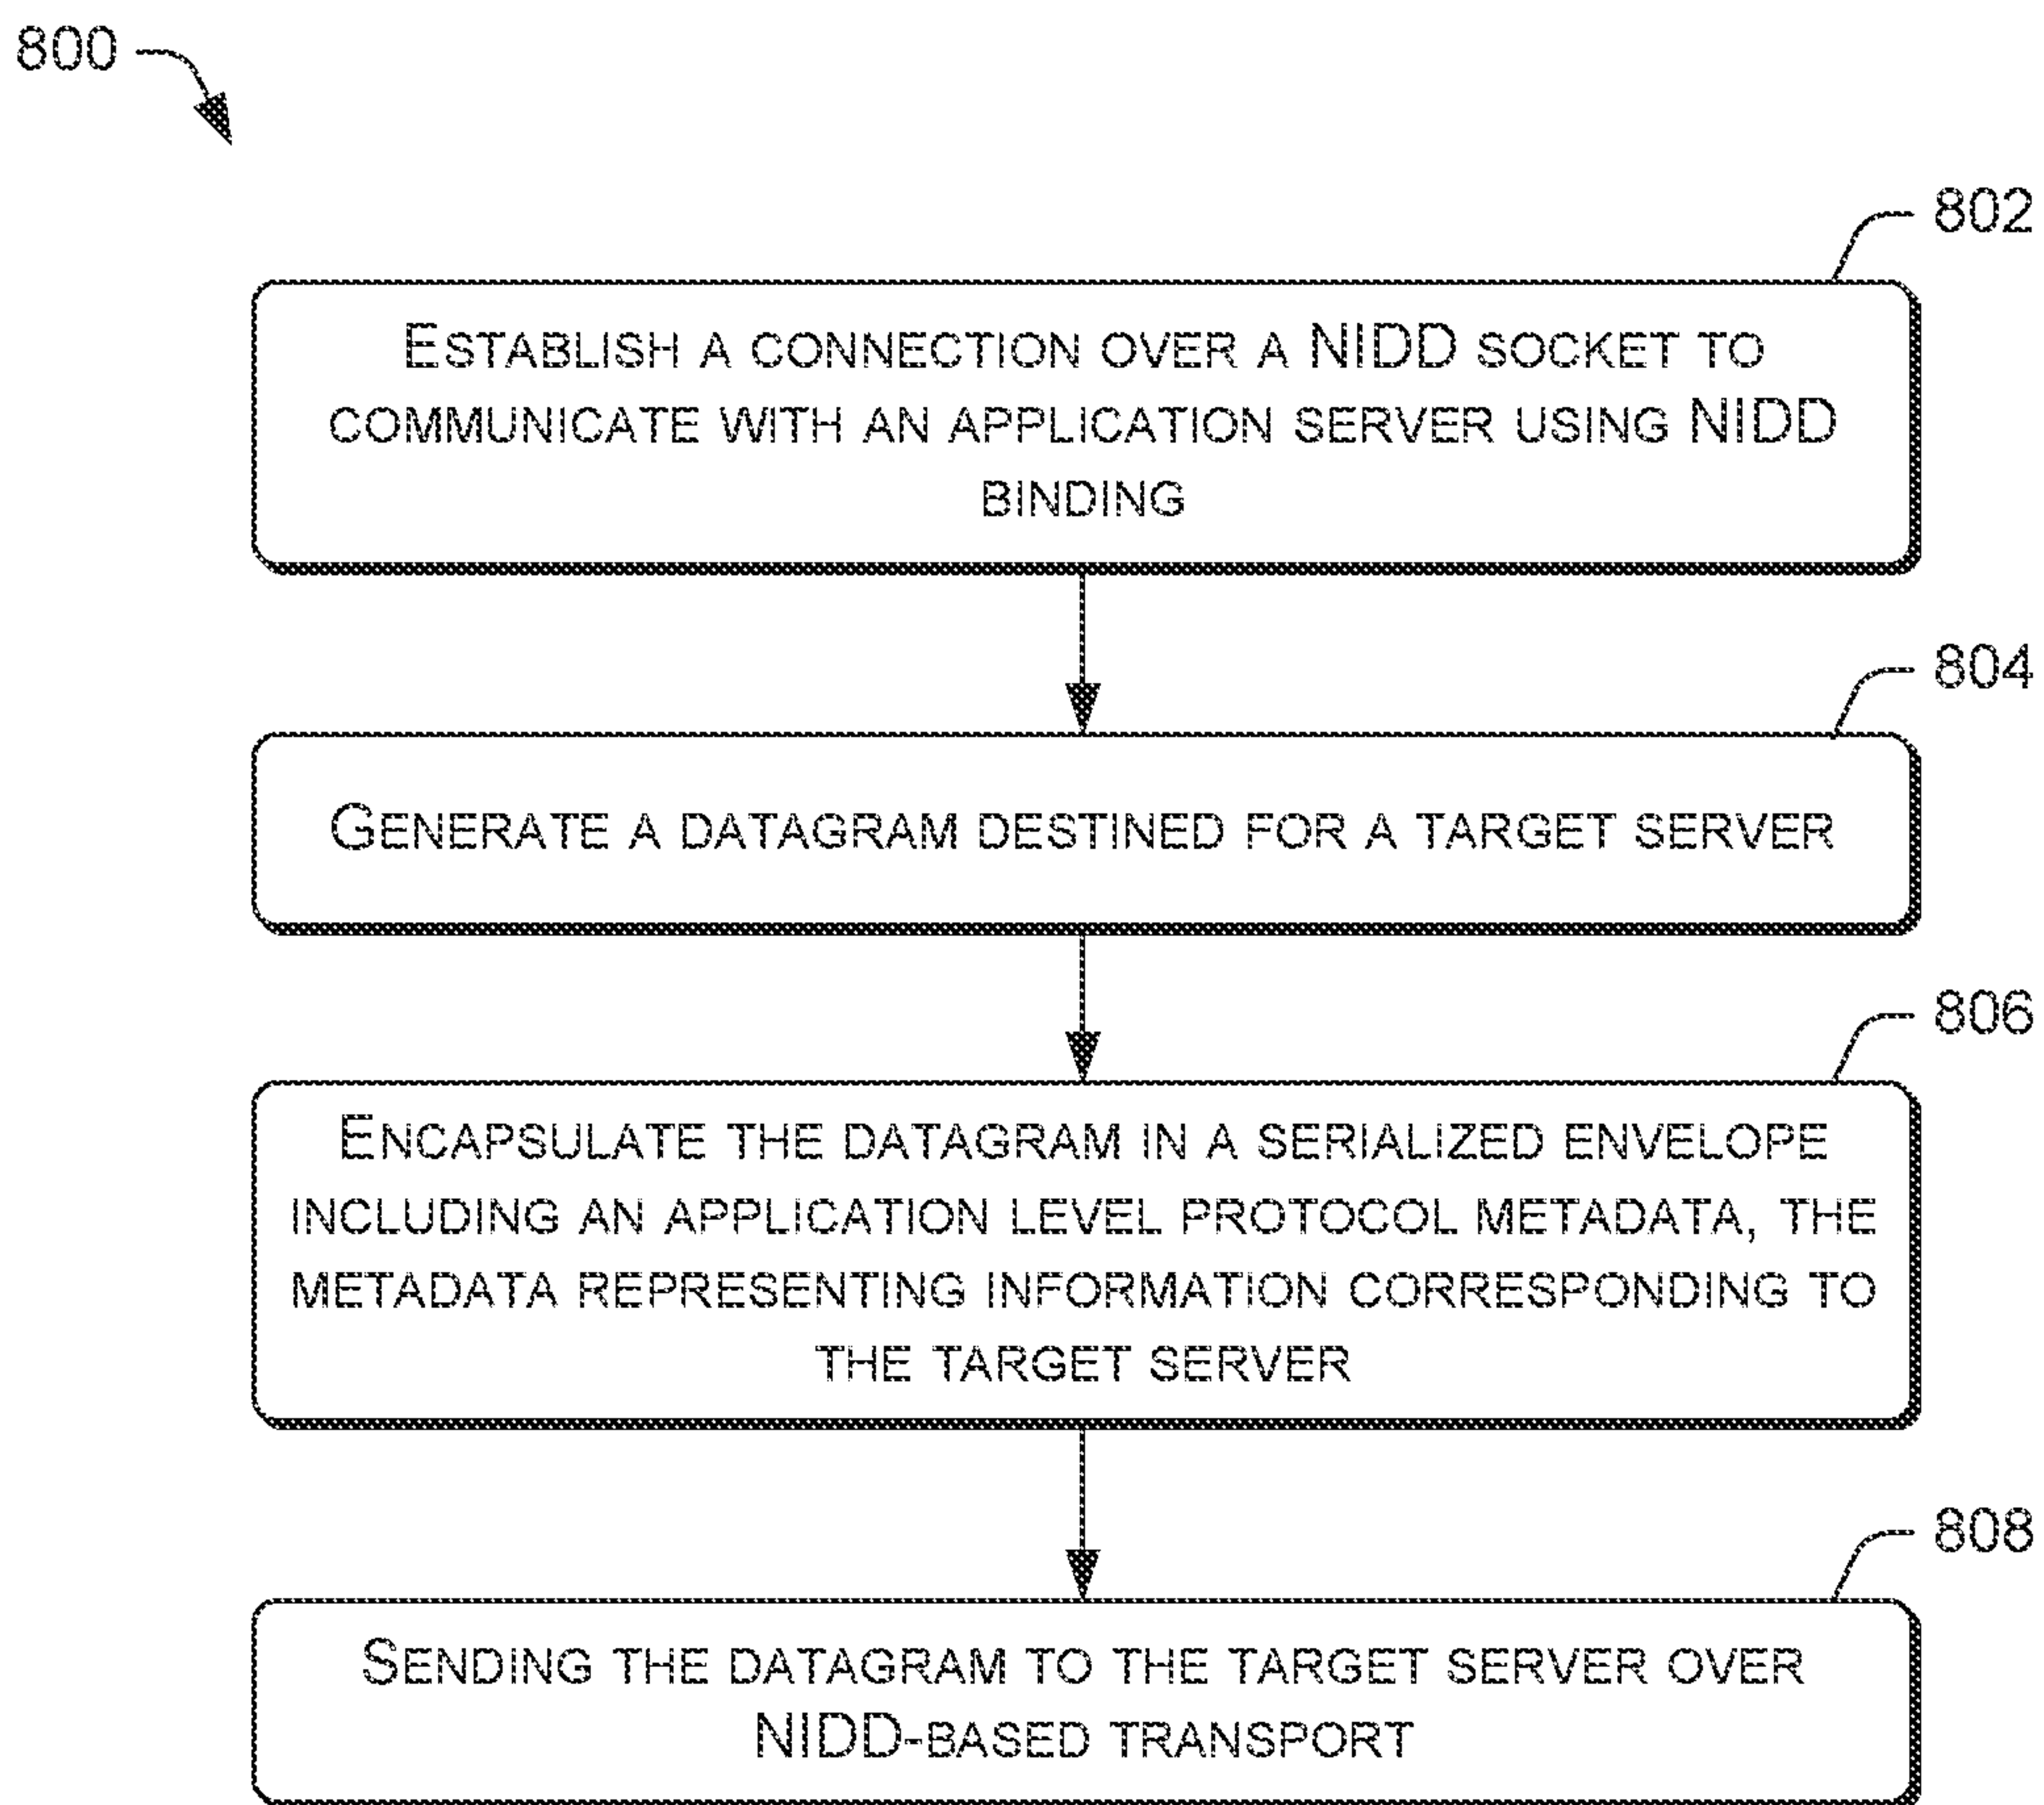 800
802
ESTABLISH A CONNECTION OVER A NIDD SOCKET TO
COMMUNICATE WITH AN APPLICATION SERVER USING NIDD
BINDING
804
GENERATE A DATAGRAM DESTINED FOR A TARGET SERVER
806
ENCAPSULATE THE DATAGRAM IN A SERIALIZED ENVELOPE
INCLUDING AN APPLICATION LEVEL PROTOCOL METADATA, THE
METADATA REPRESENTING INFORMATION CORRESPONDING TO
THE TARGET SERVER
808
SENDING THE DATAGRAM TO THE TARGET SERVER OVER
NIDD-BASED TRANSPORT